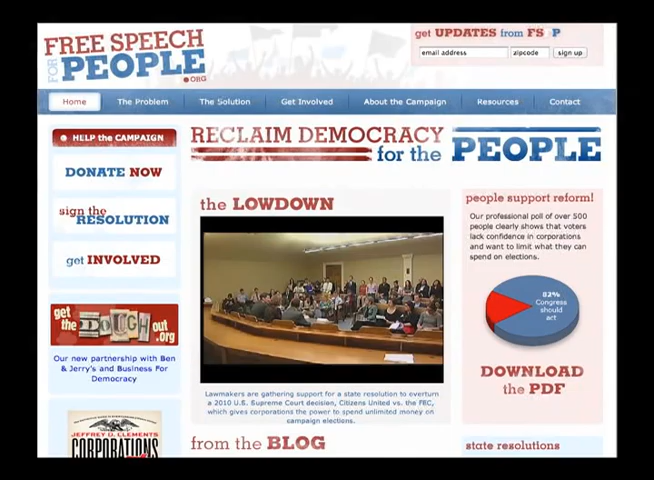 FREE SPEECH
FOR PEOPLE
.ORG
get UPDATES from FS P
email address
zipcode
sign up
Home
The Problem
The Solution
Get Involved
About the Campaign
Resources
Contact
HELP the CAMPAIGN
DONATE NOW
sign the
RESOLUTION
get INVOLVED
get
the DOUGH out
.org
Our new partnership with Ben
& Jerry's and Business For
Democracy
JEFFREY D. CLEMENTS
CORPORATIONS
RECLAIM DEMOCRACY
for the PEOPLE
the LOWDOWN
Lawmakers are gathering support for a state resolution to overturn
a 2010 U.S. Supreme Court decision, Citizens United vs. the FEC,
which gives corporations the power to spend unlimited money on
campaign elections.
from the BLOG
people support reform!
Our professional poll of over 500
people clearly shows that voters
lack confidence in corporations
and want to limit what they can
spend on elections.
82%
Congress
should
act
DOWNLOAD
the PDF
state resolutions